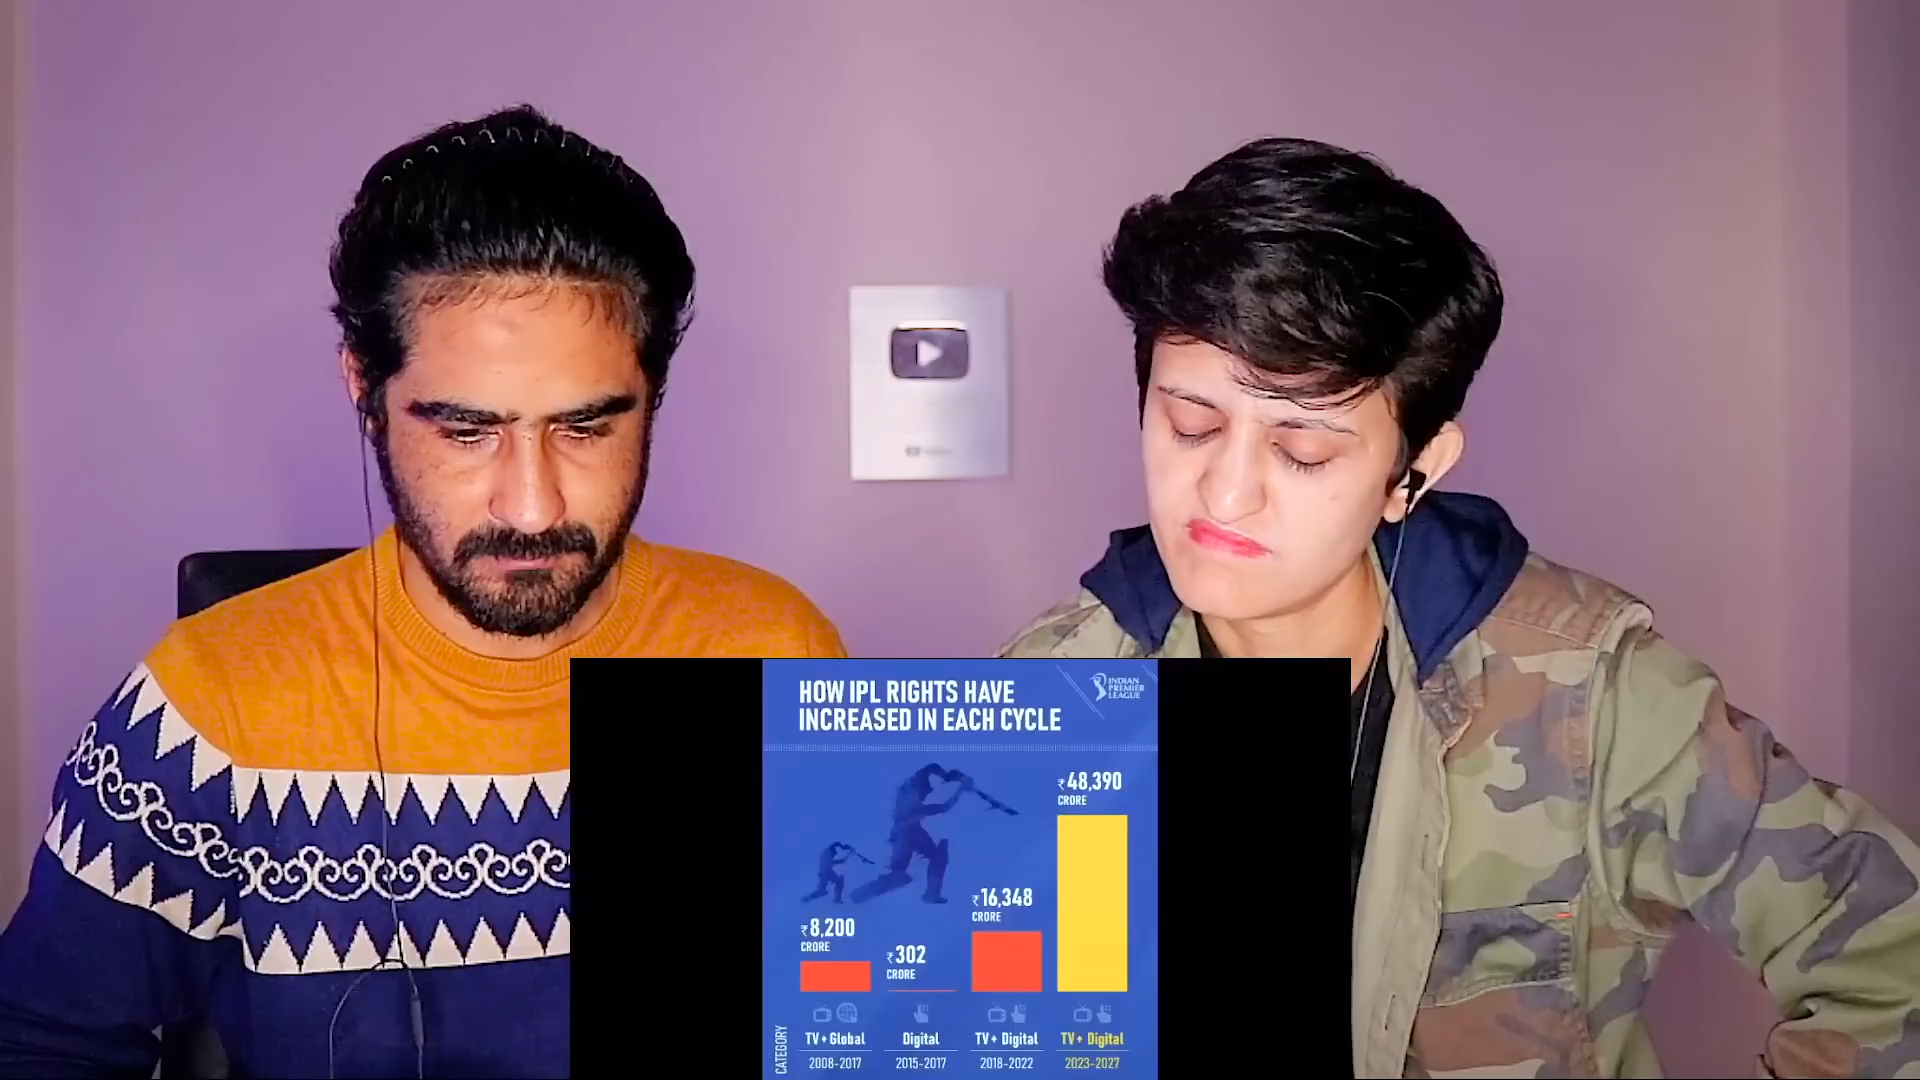 HOW IPL RIGHTS HAVE
INCREASED IN EACH CYCLE
INDIAN
PREMIER
LEAGUE
₹48,390
CRORE
₹16,348
CRORE
₹8,200
CRORE
₹302
CRORE
CATEGORY
TV+Global
Digital
TV+ Digital
TV+ Digital
2008-2017
2015-2017
2018-2022
2023-2027